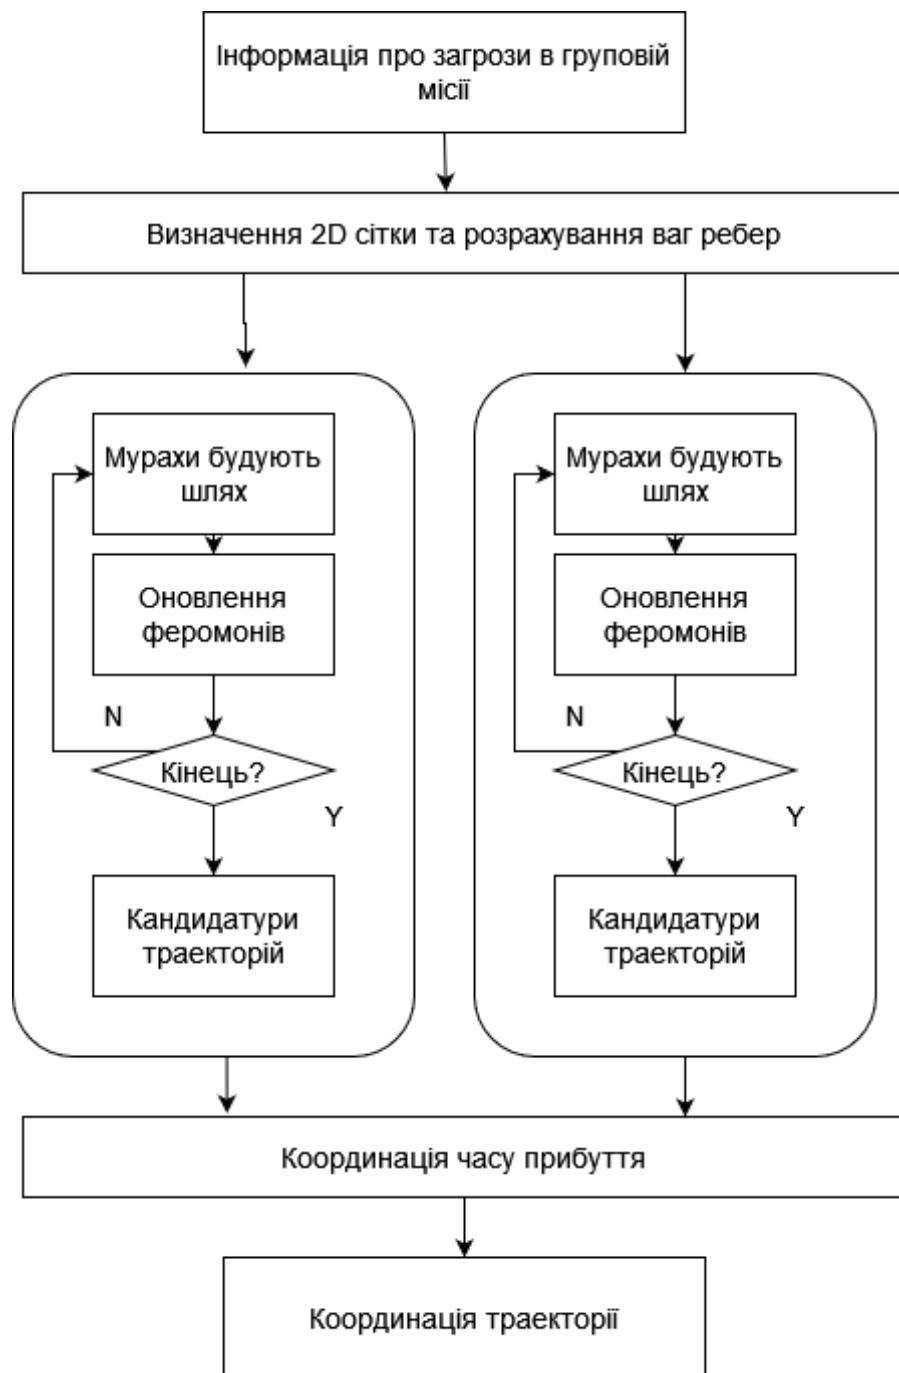 Інформація про загрози в груповій
місії
Визначення 2D сітки та розрахування ваг ребер
Мурахи будують
шлях
Оновлення
феромонів
N
Кінець?
Y
Кандидатури
траекторій
Мурахи будують
шлях
Оновлення
феромонів
N
Кінець?
Y
Кандидатури
траекторій
Координація часу прибуття
Координація траекторії